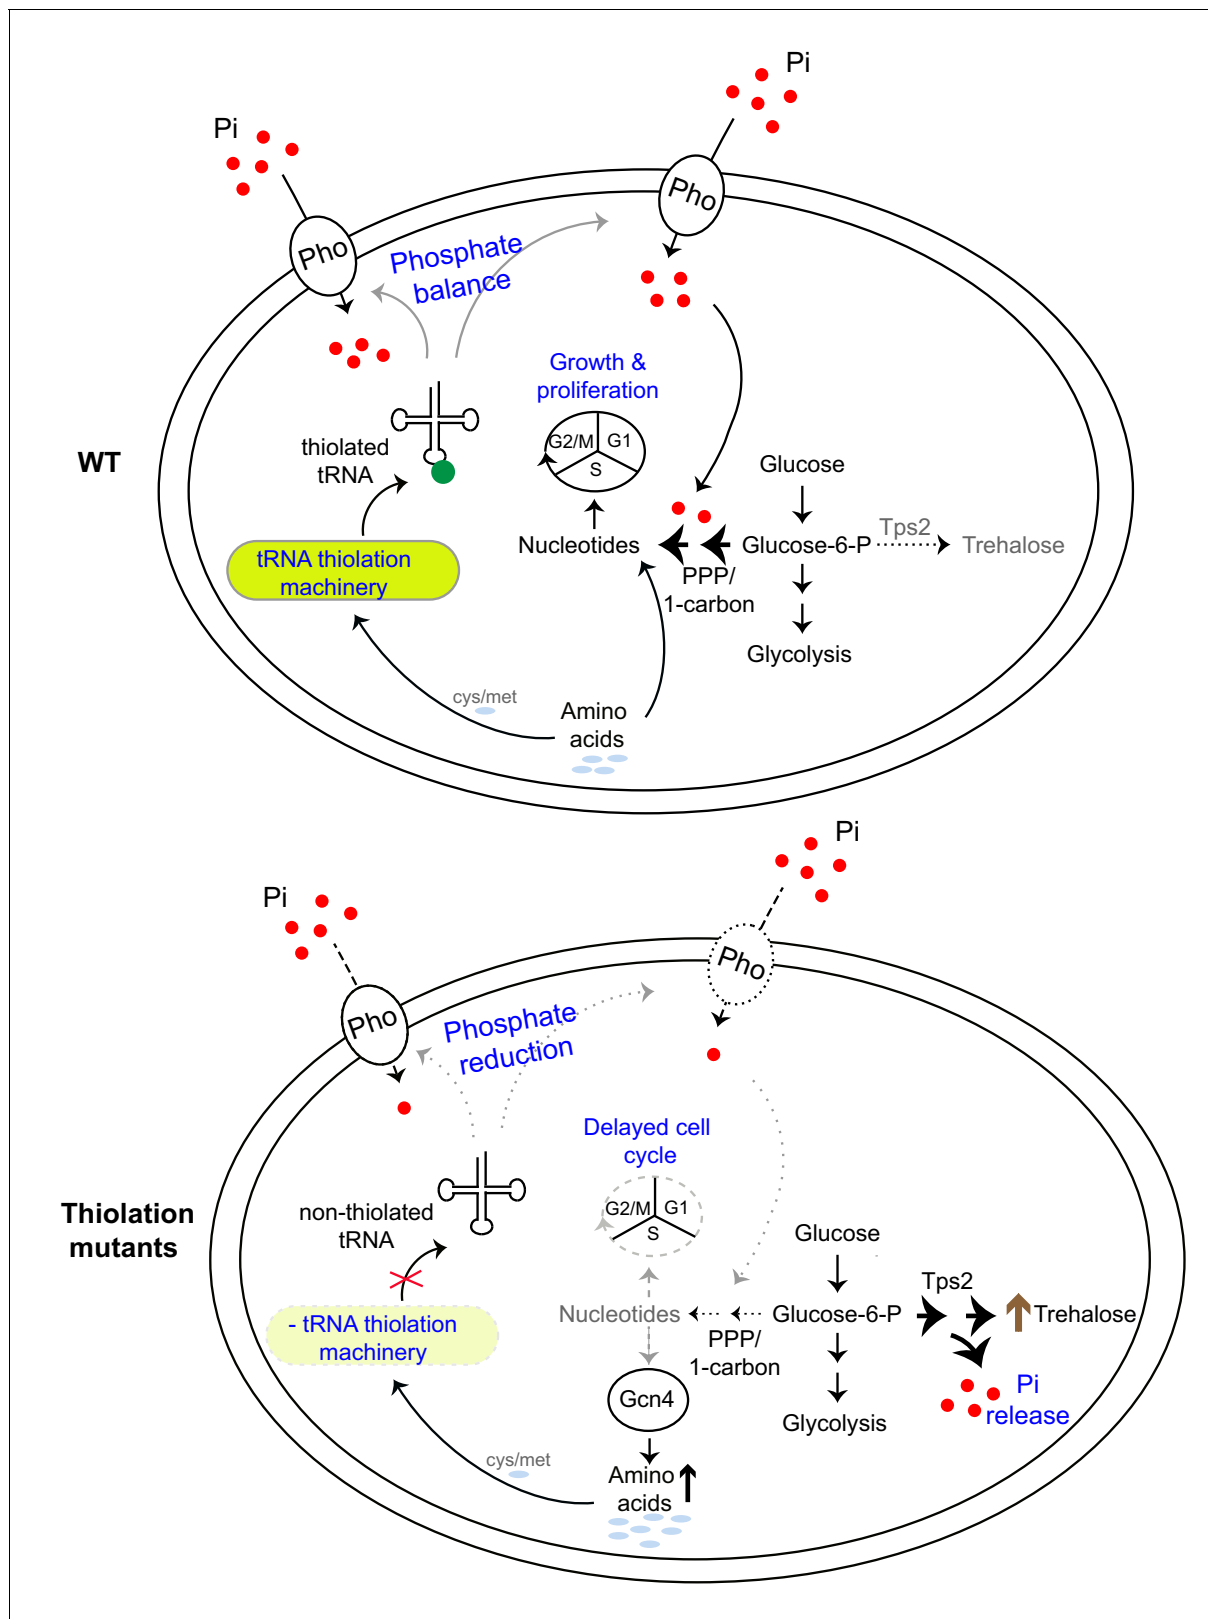 Pi
Pi
Pho
Pho
Phosphate
balance
Growth &
proliferation
G2/M
G1
S
thiolated
tRNA
WT
Glucose
Tps2
Nucleotides
Glucose-6-P
Trehalose
PPP/
1-carbon
tRNA thiolation
machinery
Glycolysis
cys/met
Amino
acids
Pi
Pi
Pho
Pho
Phosphate
reduction
Delayed cell
cycle
G2/M
G1
S
non-thiolated
tRNA
Thiolation
mutants
Glucose
Tps2
Nucleotides
Glucose-6-P
Trehalose
PPP/
1-carbon
- tRNA thiolation
machinery
Gcn4
Pi
release
Glycolysis
cys/met
Amino
acids